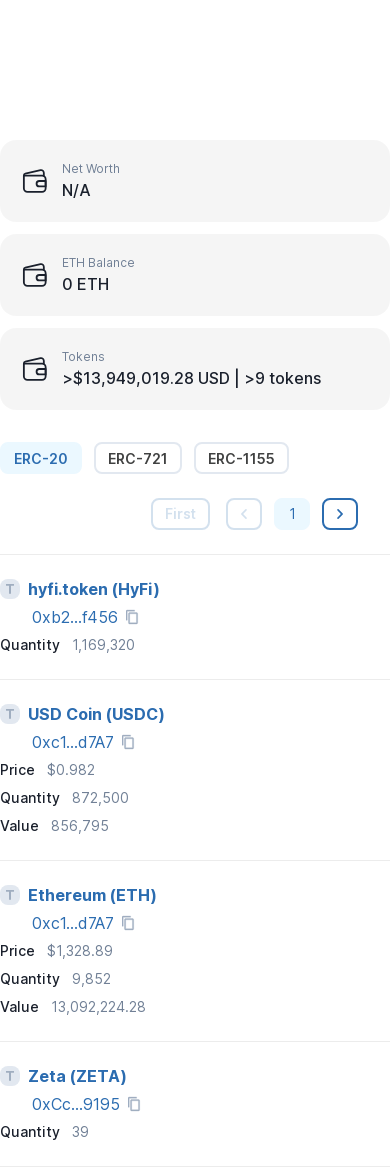 Net Worth
N/A
ETH Balance
0 ETH
Tokens
>$13,949,019.28 USD | >9 tokens
ERC-20 ERC-721 ERC-1155
First 1
T hyfi.token (HyFi)
0xb2...f456
Quantity 1,169,320
T USD Coin (USDC)
0xc1...d7A7
Price $0.982
Quantity 872,500
Value 856,795
T Ethereum (ETH)
0xc1...d7A7
Price $1,328.89
Quantity 9,852
Value 13,092,224.28
T Zeta (ZETA)
0xCc...9195
Quantity 39